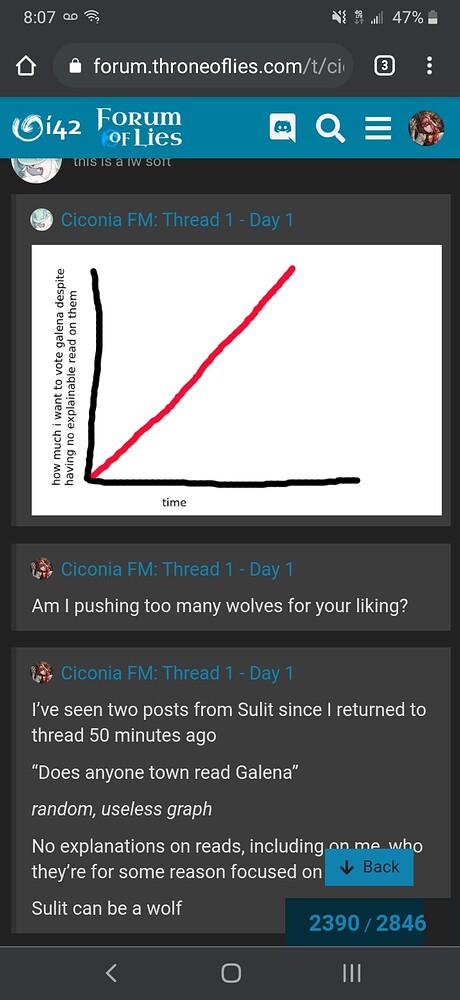 8:07
47%
forum.throneoflies.com/t/ci
3
i42
FORUM
OF LIES
this is a iw soft
Ciconia FM: Thread 1 - Day 1
how much i want to vote galena despite
having no explainable read on them
time
Ciconia FM: Thread 1 - Day 1
Am I pushing too many wolves for your liking?
Ciconia FM: Thread 1 - Day 1
I've seen two posts from Sulit since I returned to
thread 50 minutes ago
“Does anyone town read Galena”
random, useless graph
No explanations on reads, including on me, who
they're for some reason focused on
Back
Sulit can be a wolf
2390 / 2846